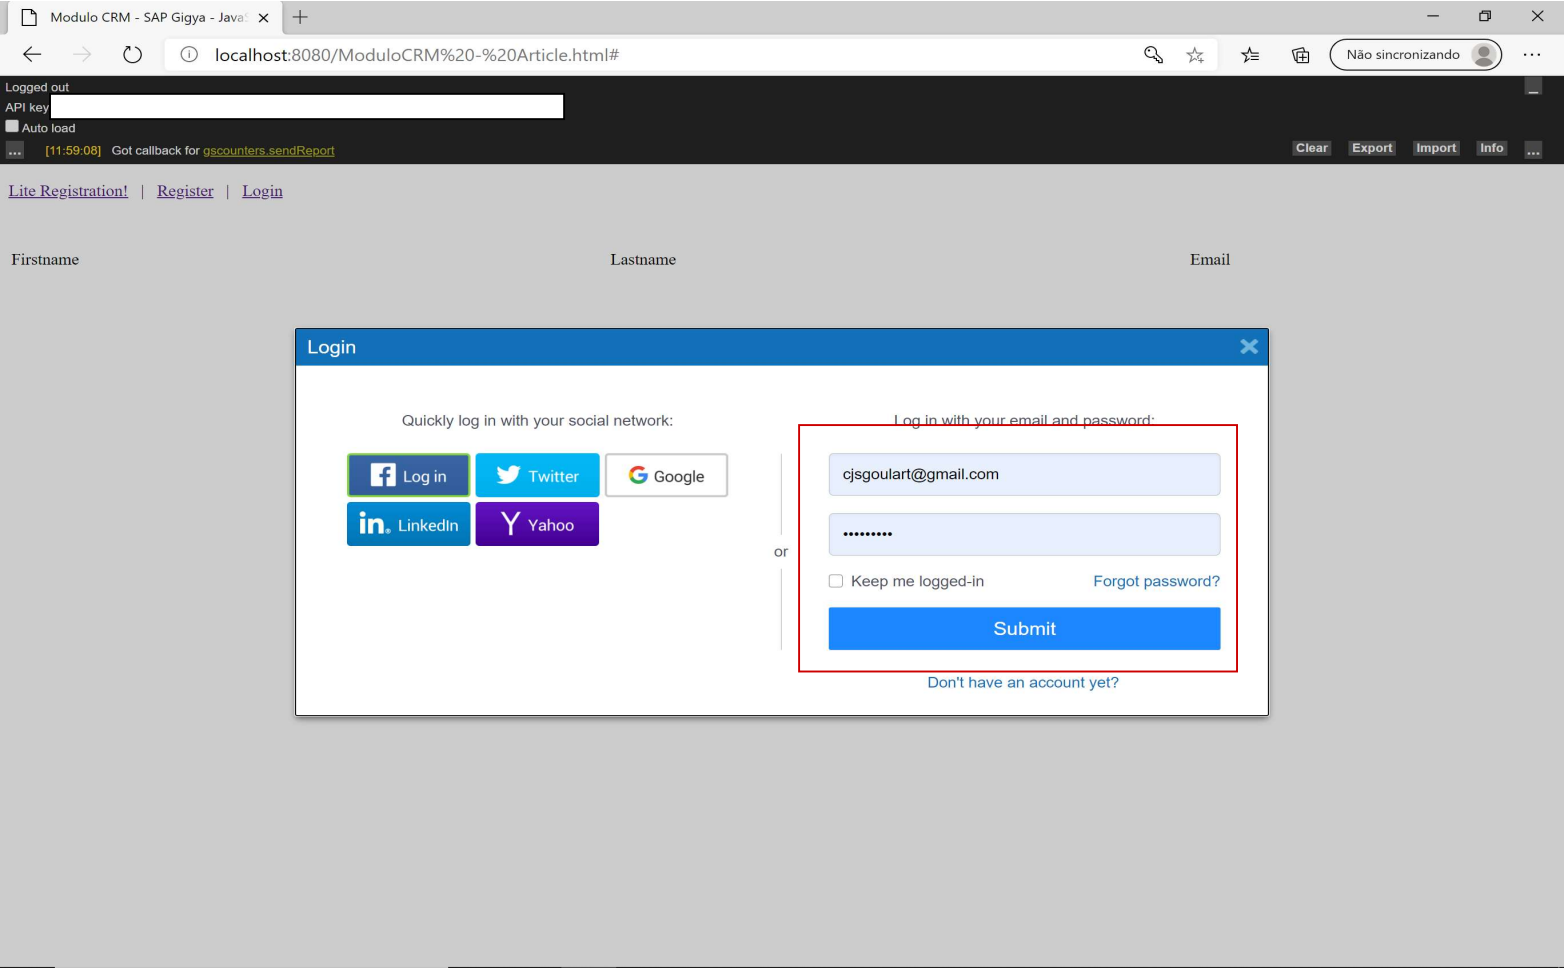 Modulo CRM - SAP Gigya - Java
localhost:8080/ModuloCRM%20-%20Article.html#
Não sincronizando
Logged out
API key
Auto load
... [11:59:08] Got callback for gscounters.sendReport
Clear Export Import Info ...
Lite Registration! | Register | Login
Firstname Lastname Email
Login
Quickly log in with your social network:
Log in Twitter Google
LinkedIn Yahoo
or
Log in with your email and password:
cjsgoulart@gmail.com
•••••••••
Keep me logged-in Forgot password?
Submit
Don't have an account yet?